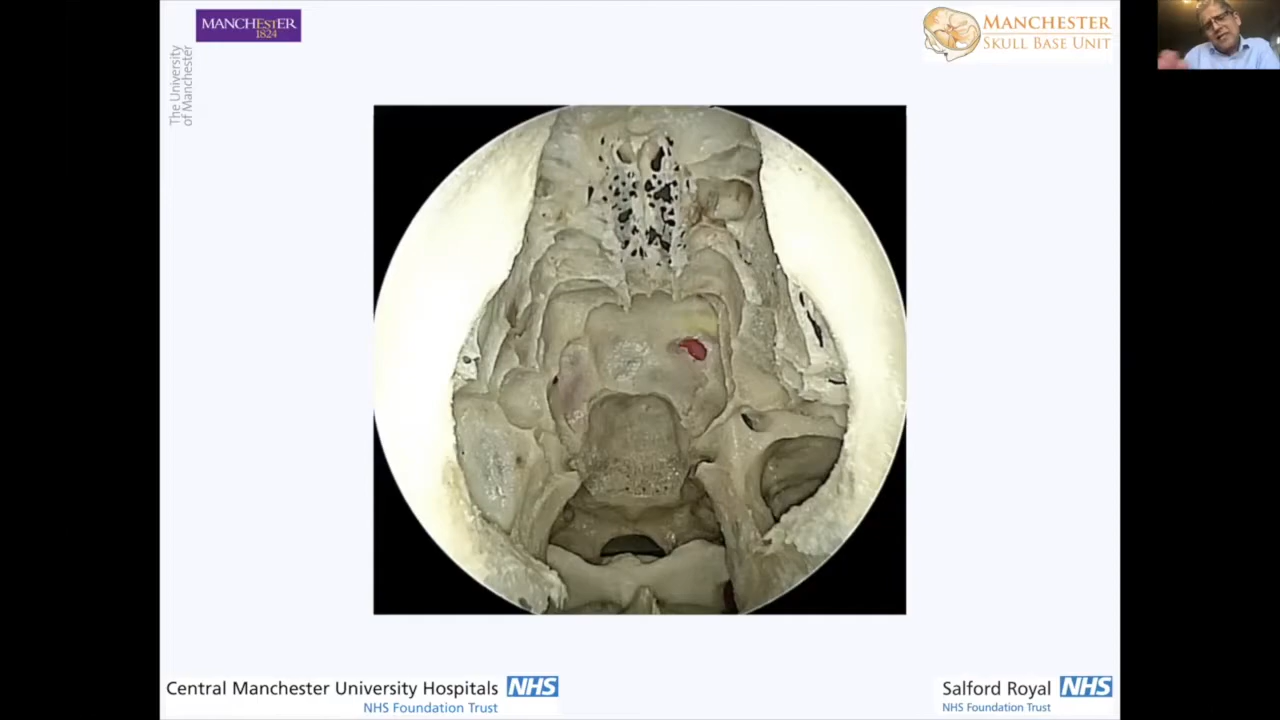 MANCHESTER
1824
The University
of Manchester
MANCHESTER
SKULL BASE UNIT
Central Manchester University Hospitals NHS
NHS Foundation Trust
Salford Royal NHS
NHS Foundation Trust